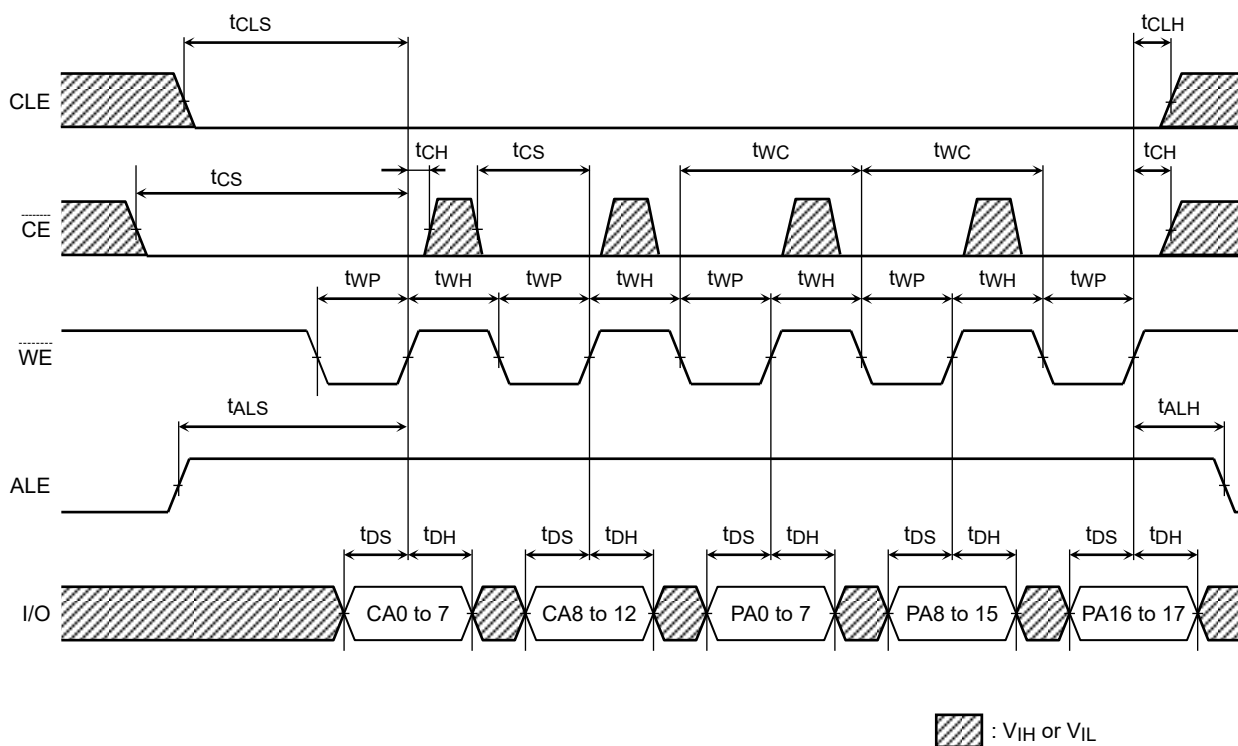 tCLS tCLH
CLE
tCH tCS tWC tWC tCH
tCS
CE
tWP tWH tWP tWH tWP tWH tWP tWH tWP
WE
tALS tALH
ALE
tDS tDH tDS tDH tDS tDH tDS tDH tDS tDH
I/O CA0 to 7 CA8 to 12 PA0 to 7 PA8 to 15 PA16 to 17
: VIH or VIL